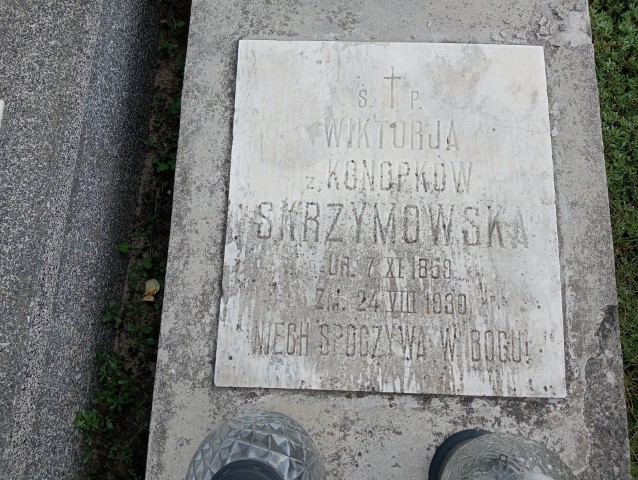 Ś. P.
WIKTORJA
z. KONOPKÓW
SKRZYMOWSKA
UR. 7 XI 1859.
ZM. 24 VIII 1930.
NIECH SPOCZYWA W BOGU